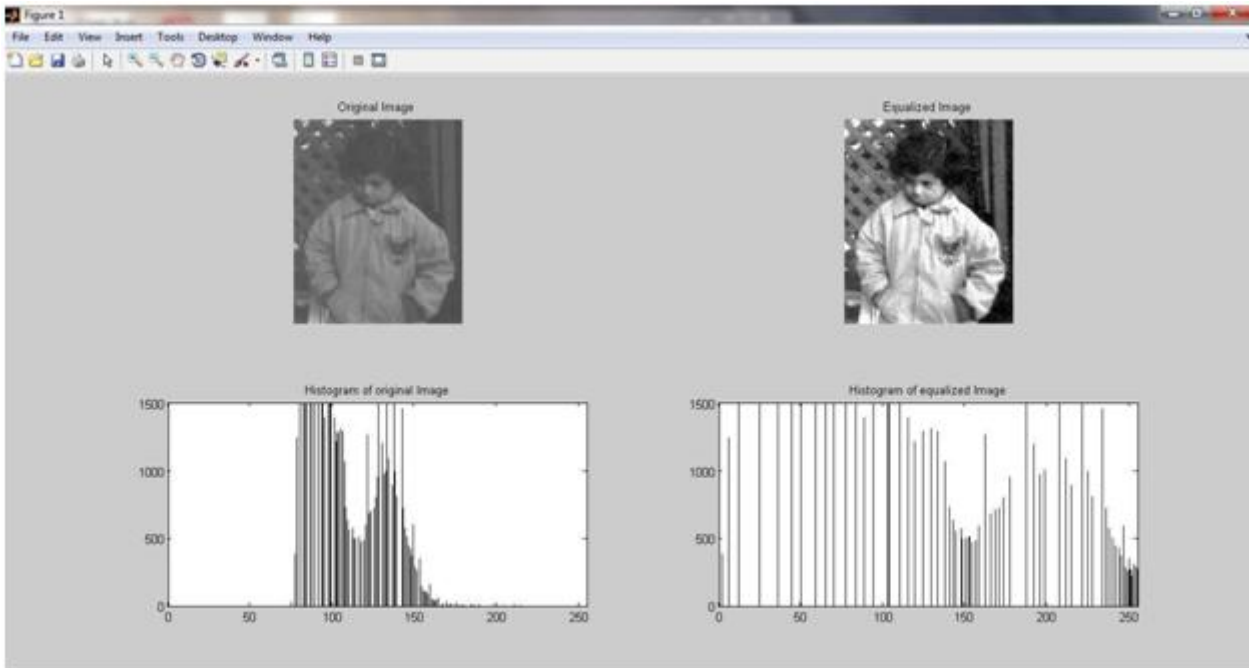 Figure 1
File Edit View Insert Tools Desktop Window Help
Original Image
Equalized Image
Histogram of original Image
1500
1000
500
0
0 50 100 150 200 250
Histogram of equalized Image
1500
1000
500
0
0 50 100 150 200 250